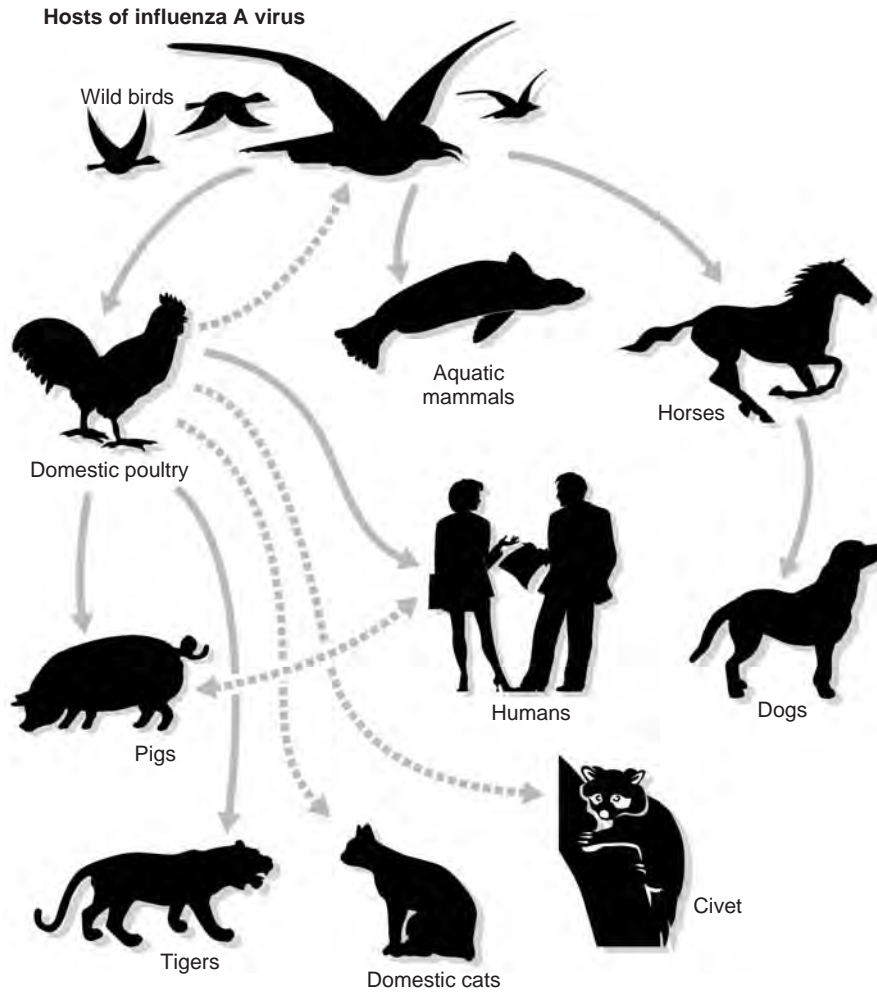 Hosts of influenza A virus
Wild birds
Aquatic
mammals
Horses
Domestic poultry
Humans
Dogs
Pigs
Civet
Tigers
Domestic cats